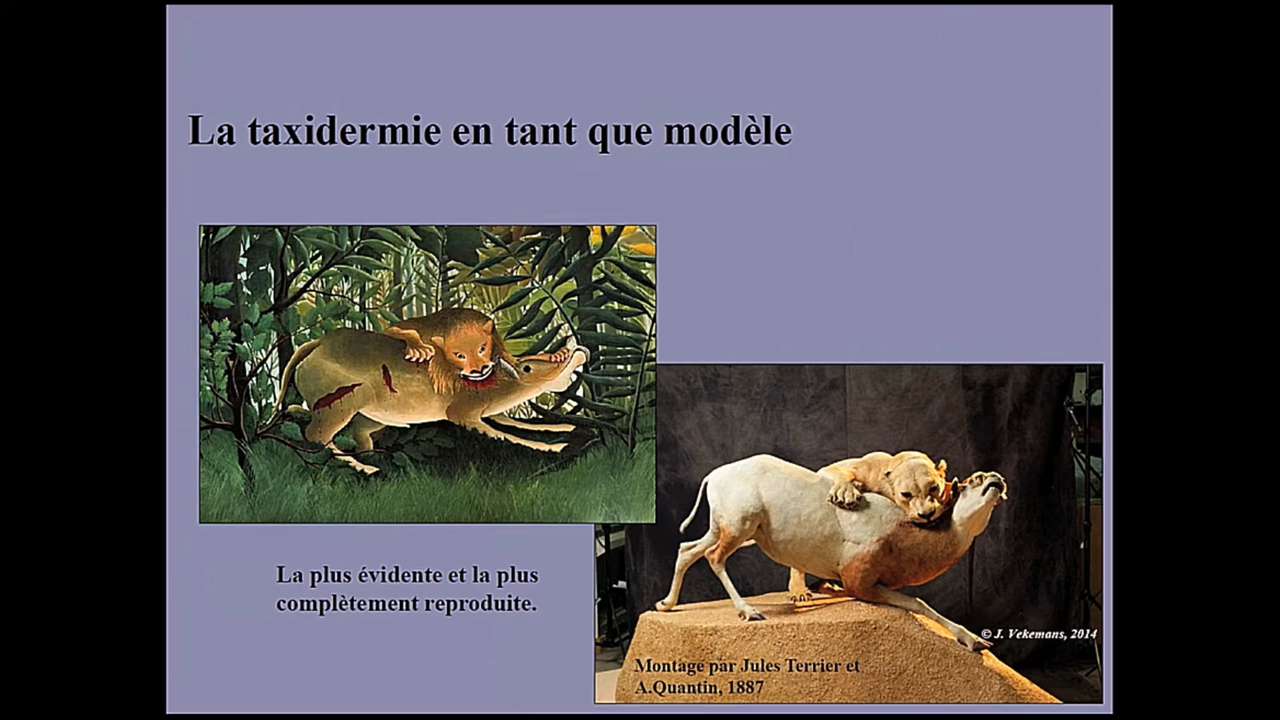 La taxidermie en tant que modèle
La plus évidente et la plus
complètement reproduite.
© J. Vekemans, 2014
Montage par Jules Terrier et
A.Quantin, 1887